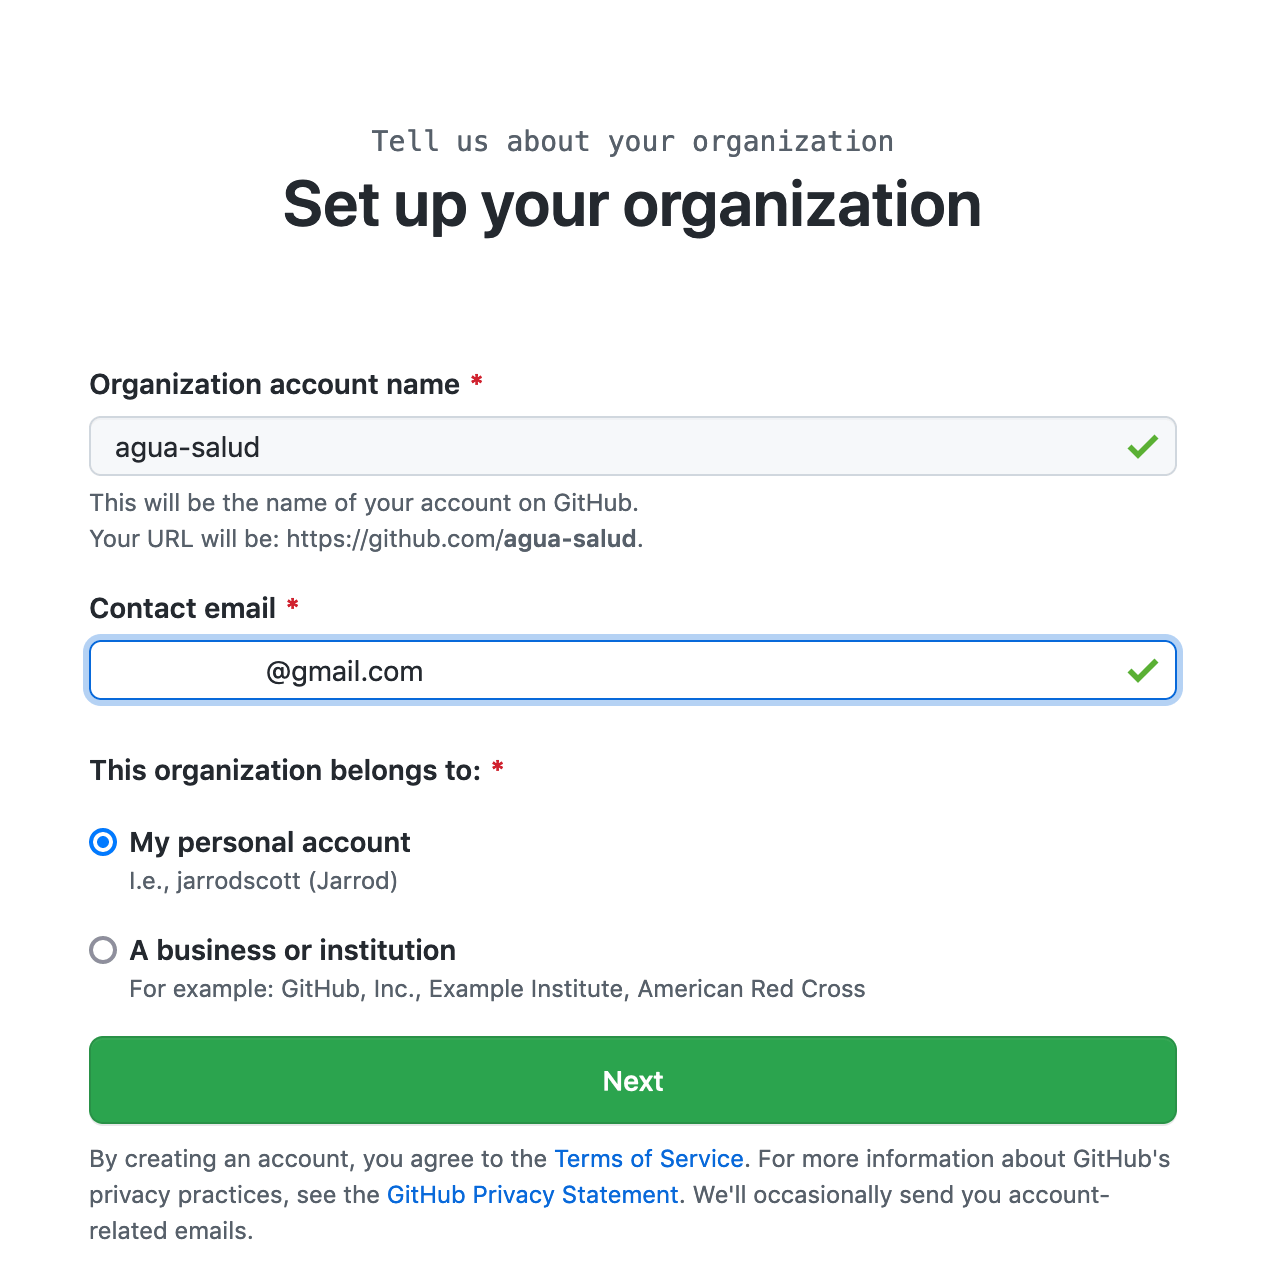 Tell us about your organization
Set up your organization
Organization account name *
agua-salud
This will be the name of your account on GitHub.
Your URL will be: https://github.com/agua-salud.
Contact email *
@gmail.com
This organization belongs to: *
My personal account
I.e., jarrodscott (Jarrod)
A business or institution
For example: GitHub, Inc., Example Institute, American Red Cross
Next
By creating an account, you agree to the Terms of Service. For more information about GitHub's
privacy practices, see the GitHub Privacy Statement. We'll occasionally send you account-
related emails.